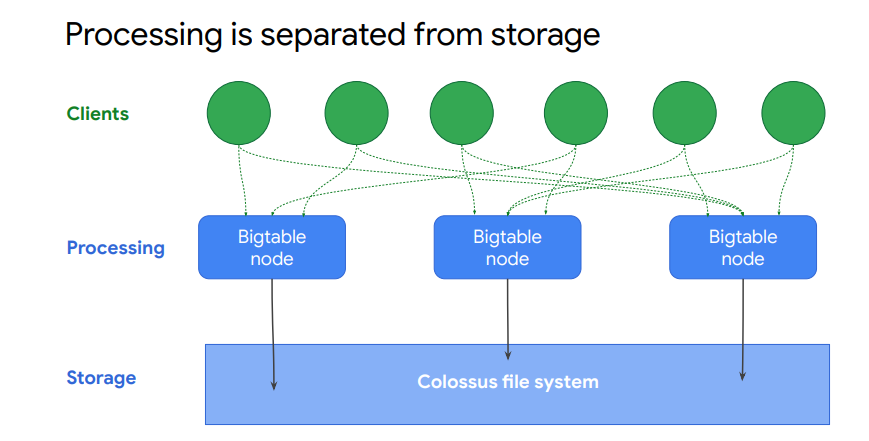 Processing is separated from storage
Clients
Processing
Bigtable
node
Bigtable
node
Bigtable
node
Storage
Colossus file system